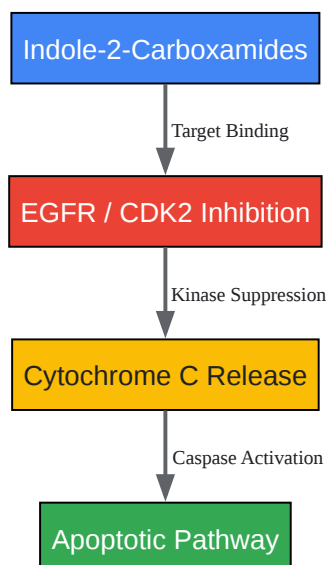 Indole-2-Carboxamides
Target Binding
EGFR / CDK2 Inhibition
Kinase Suppression
Cytochrome C Release
Caspase Activation
Apoptotic Pathway